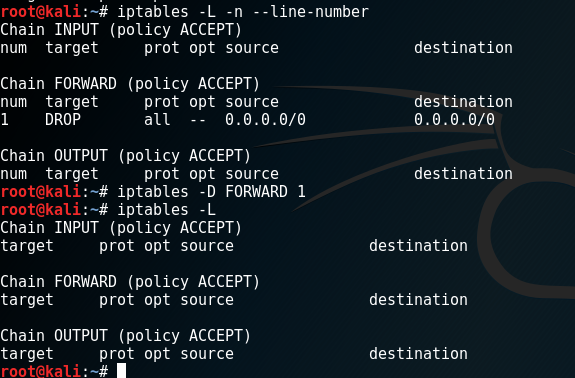 root@kali:~# iptables -L -n --line-number
Chain INPUT (policy ACCEPT)
num  target     prot opt source               destination

Chain FORWARD (policy ACCEPT)
num  target     prot opt source               destination
1    DROP       all  --  0.0.0.0/0            0.0.0.0/0

Chain OUTPUT (policy ACCEPT)
num  target     prot opt source               destination
root@kali:~# iptables -D FORWARD 1
root@kali:~# iptables -L
Chain INPUT (policy ACCEPT)
target     prot opt source               destination

Chain FORWARD (policy ACCEPT)
target     prot opt source               destination

Chain OUTPUT (policy ACCEPT)
target     prot opt source               destination
root@kali:~#